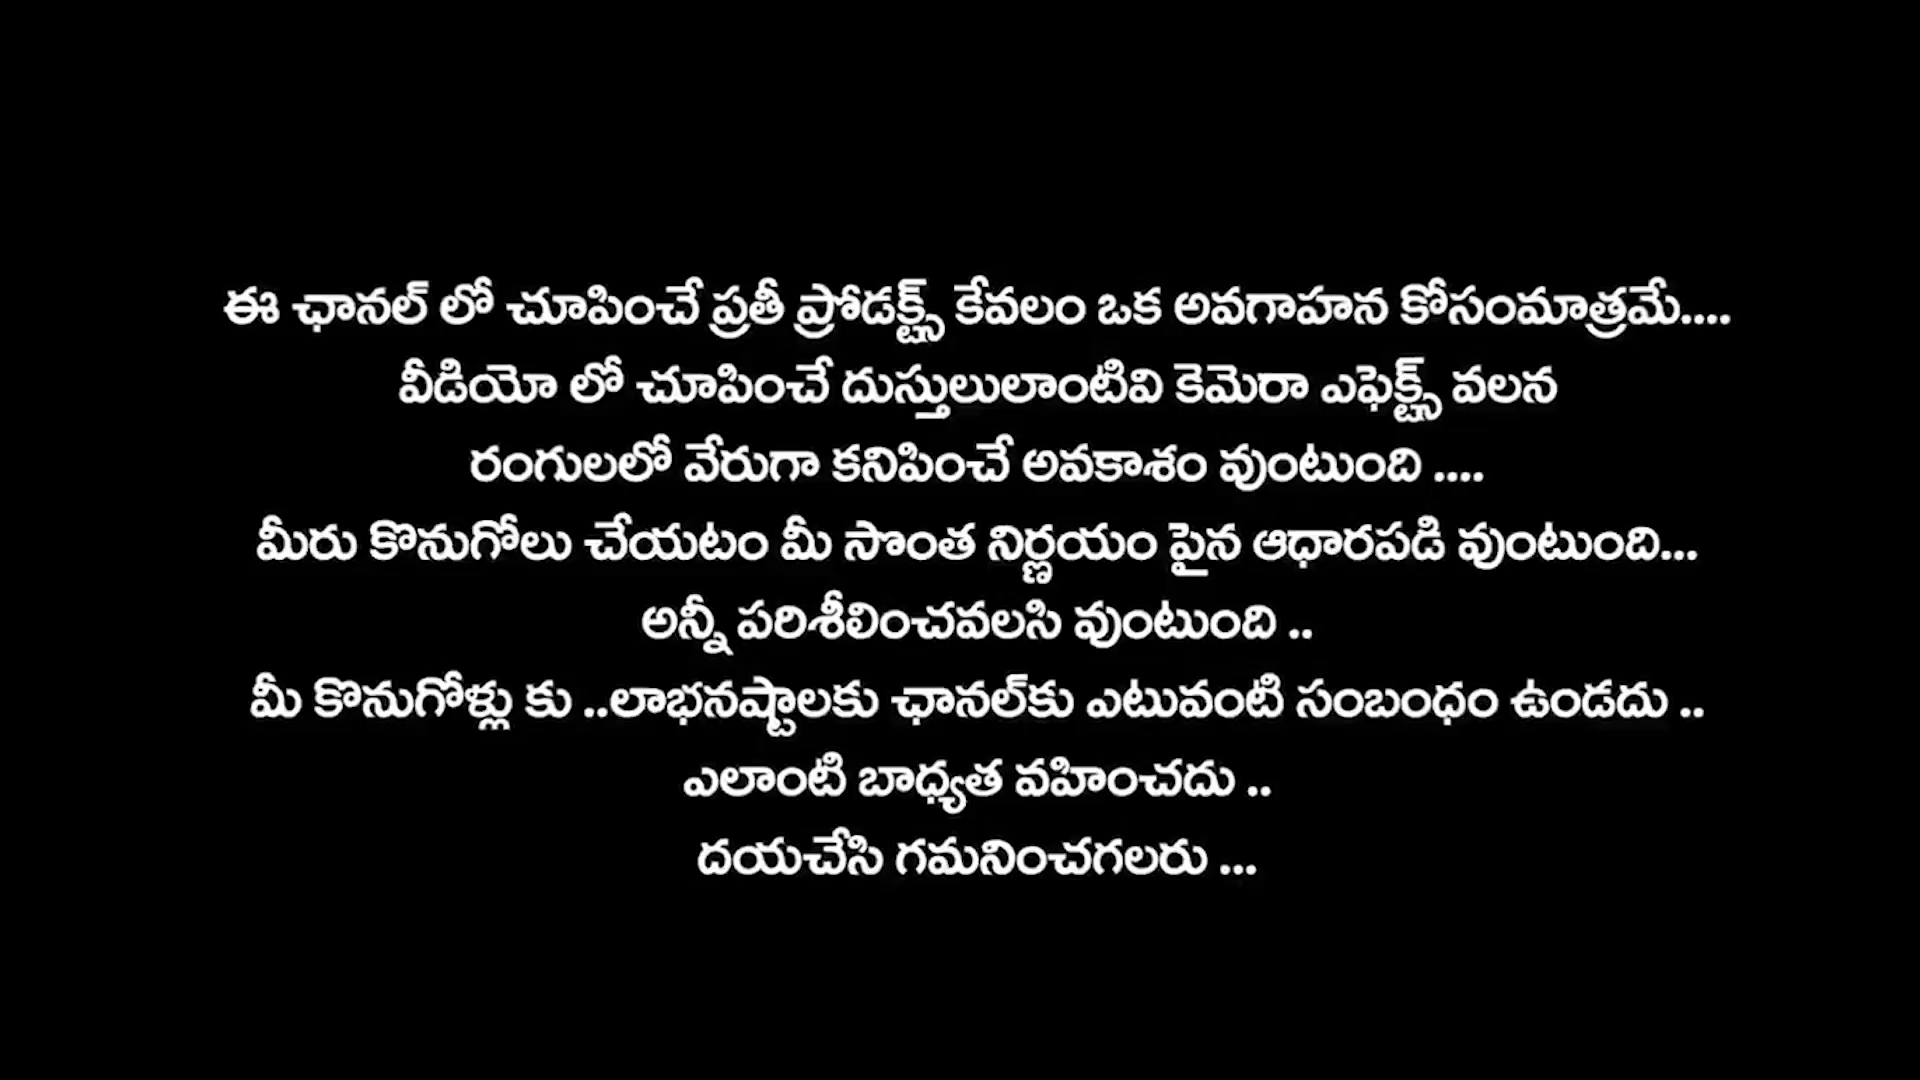 ఈ ఛానల్ లో చూపించే ప్రతీ ప్రోడక్ట్స్ కేవలం ఒక అవగాహన కోసంమాత్రమే....
వీడియో లో చూపించే దుస్తులులాంటివి కెమెరా ఎఫెక్ట్స్ వలన
రంగులలో వేరుగా కనిపించే అవకాశం వుంటుంది ....
మీరు కొనుగోలు చేయటం మీ సొంత నిర్ణయం పైన ఆధారపడి వుంటుంది...
అన్నీ పరిశీలించవలసి వుంటుంది ..
మీ కొనుగోళ్లు కు ..లాభనష్టాలకు ఛానల్‌కు ఎటువంటి సంబంధం ఉండదు ..
ఎలాంటి బాధ్యత వహించదు ..
దయచేసి గమనించగలరు ...